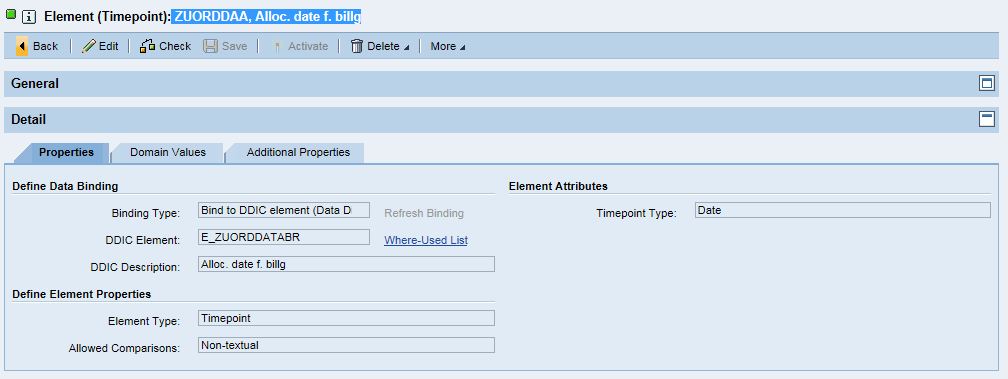 Element (Timepoint): ZUORDDAA, Alloc. date f. billg
Back Edit Check Save Activate Delete More
General
Detail
Properties Domain Values Additional Properties
Define Data Binding Element Attributes
Binding Type: Bind to DDIC element (Data D Refresh Binding Timepoint Type: Date
DDIC Element: E_ZUORDDATABR Where-Used List
DDIC Description: Alloc. date f. billg
Define Element Properties
Element Type: Timepoint
Allowed Comparisons: Non-textual